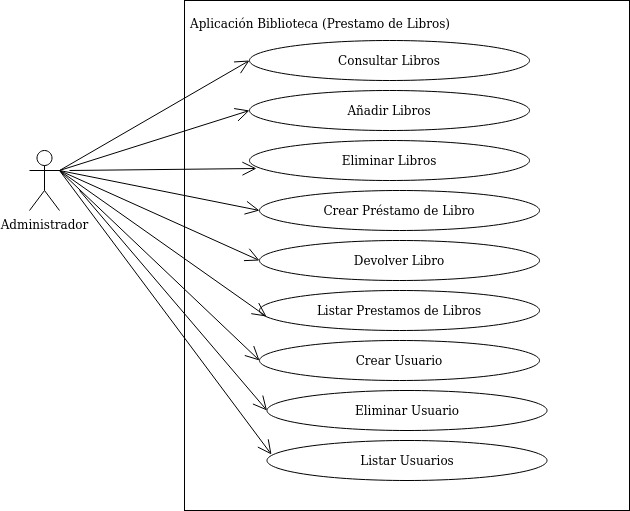 Aplicación Biblioteca (Prestamo de Libros)
Consultar Libros
Añadir Libros
Eliminar Libros
Crear Préstamo de Libro
Administrador
Devolver Libro
Listar Prestamos de Libros
Crear Usuario
Eliminar Usuario
Listar Usuarios